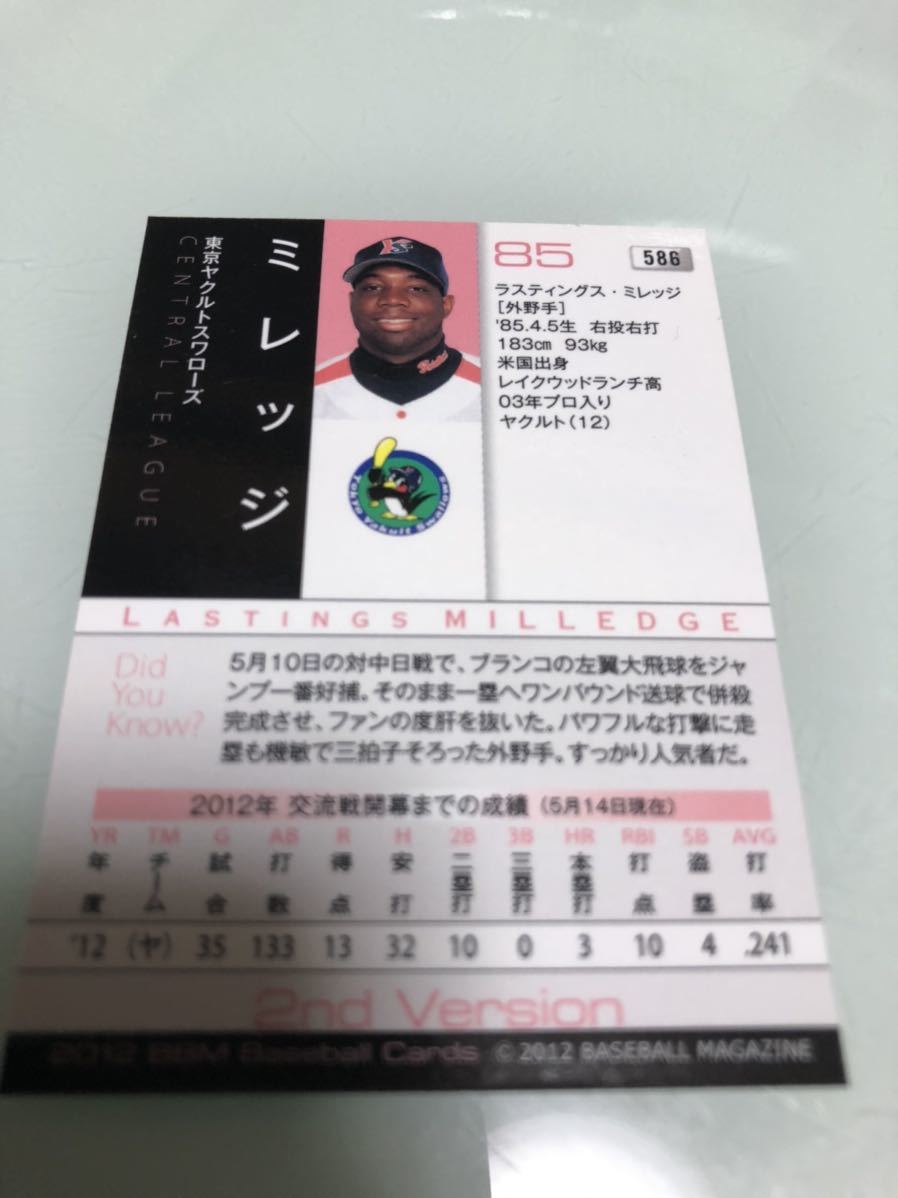 東京ヤクルトスワローズ
CENTRAL LEAGUE
ミレッジ
Tokyo Yakult Swallows
85
586
ラスティングス・ミレッジ
[外野手]
'85.4.5生 右投右打
183cm 93kg
米国出身
レイクウッドランチ高
03年プロ入り
ヤクルト(12)
LASTINGS MILLEDGE
Did
You
Know?
5月10日の対中日戦で、ブランコの左翼大飛球をジャ
ンプ一番好捕。そのまま一塁へワンバウンド送球で併殺
完成させ、ファンの度肝を抜いた。パワフルな打撃に走
塁も機敏で三拍子そろった外野手。すっかり人気者だ。
2012年 交流戦開幕までの成績 (5月14日現在)
YR TM G AB R H 2B 3B HR RBI SB AVG
年度 チーム 試合 打数 得点 安打 二塁打 三塁打 本塁打 打点 盗塁 打率
'12 (ヤ) 35 133 13 32 10 0 3 10 4 .241
2nd Version
2012 BBM Baseball Cards © 2012 BASEBALL MAGAZINE